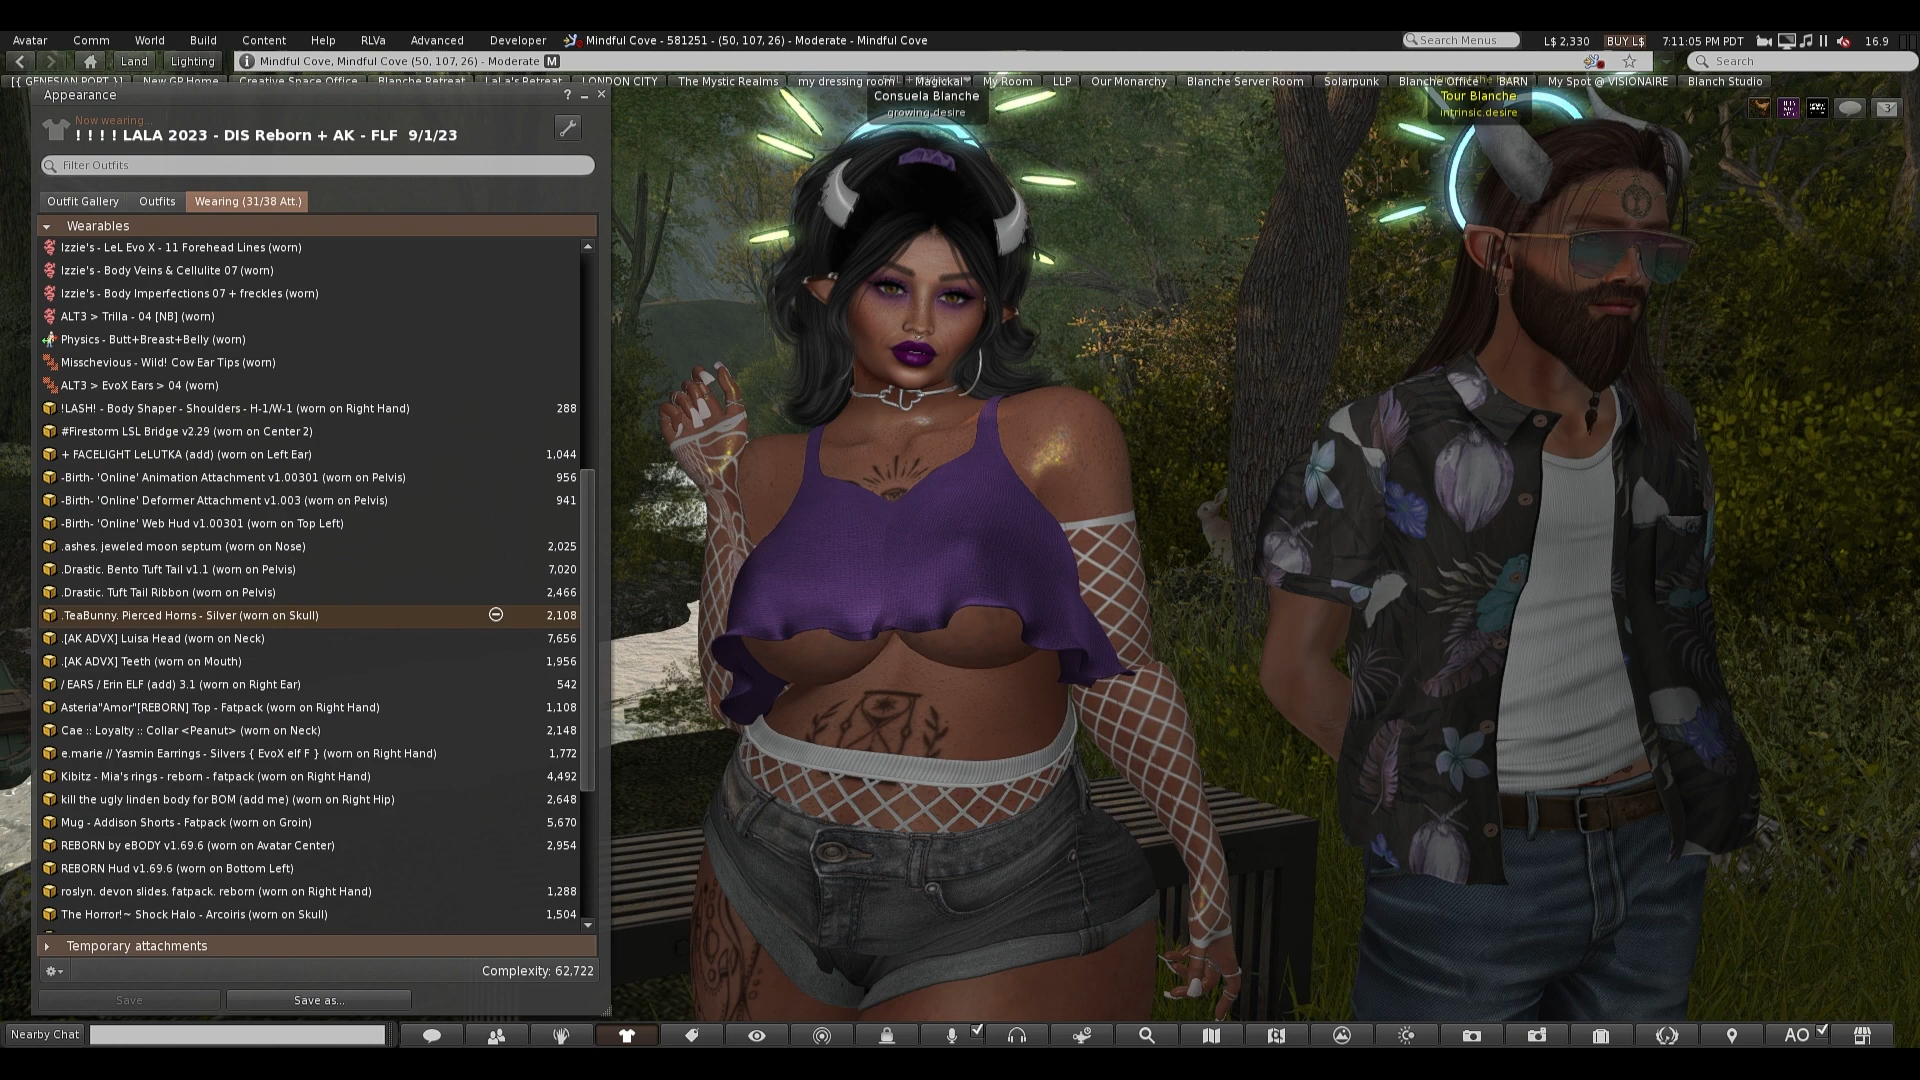 Avatar Comm World Build Content Help RLVa Advanced Developer Mindful Cove - 581251 - (50, 107, 26) - Moderate - Mindful Cove Search Menus L$ 2,330 BUY L$ 7:11:05 PM PDT 16.9
Land Lighting Mindful Cove, Mindful Cove (50, 107, 26) - Moderate M Search
[{ GENESIAN PORT }] New GP Home Creative Space Office Blanche Retreat LaLa's Retreat LONDON CITY The Mystic Realms my dressing room Magickal My Room LLP Our Monarchy Blanche Server Room Solarpunk Blanche Office BARN My Spot @ VISIONAIRE Blanch Studio
Appearance
Consuela Blanche
growing.desire
Tour Blanche
intrinsic.desire
3
Now wearing...
! ! ! ! LALA 2023 - DIS Reborn + AK - FLF 9/1/23
Filter Outfits
Outfit Gallery Outfits Wearing (31/38 Att.)
Wearables
Izzie's - LeL Evo X - 11 Forehead Lines (worn)
Izzie's - Body Veins & Cellulite 07 (worn)
Izzie's - Body Imperfections 07 + freckles (worn)
ALT3 > Trilla - 04 [NB] (worn)
Physics - Butt+Breast+Belly (worn)
Misschevious - Wild! Cow Ear Tips (worn)
ALT3 > EvoX Ears > 04 (worn)
!LASH! - Body Shaper - Shoulders - H-1/W-1 (worn on Right Hand) 288
#Firestorm LSL Bridge v2.29 (worn on Center 2)
+ FACELIGHT LeLUTKA (add) (worn on Left Ear) 1,044
-Birth- 'Online' Animation Attachment v1.00301 (worn on Pelvis) 956
-Birth- 'Online' Deformer Attachment v1.003 (worn on Pelvis) 941
-Birth- 'Online' Web Hud v1.00301 (worn on Top Left)
.ashes. jeweled moon septum (worn on Nose) 2,025
.Drastic. Bento Tuft Tail v1.1 (worn on Pelvis) 7,020
.Drastic. Tuft Tail Ribbon (worn on Pelvis) 2,466
.TeaBunny. Pierced Horns - Silver (worn on Skull) 2,108
.[AK ADVX] Luisa Head (worn on Neck) 7,656
.[AK ADVX] Teeth (worn on Mouth) 1,956
/ EARS / Erin ELF (add) 3.1 (worn on Right Ear) 542
Asteria"Amor"[REBORN] Top - Fatpack (worn on Right Hand) 1,108
Cae :: Loyalty :: Collar <Peanut> (worn on Neck) 2,148
e.marie // Yasmin Earrings - Silvers { EvoX elf F } (worn on Right Hand) 1,772
Kibitz - Mia's rings - reborn - fatpack (worn on Right Hand) 4,492
kill the ugly linden body for BOM (add me) (worn on Right Hip) 2,648
Mug - Addison Shorts - Fatpack (worn on Groin) 5,670
REBORN by eBODY v1.69.6 (worn on Avatar Center) 2,954
REBORN Hud v1.69.6 (worn on Bottom Left)
roslyn. devon slides. fatpack. reborn (worn on Right Hand) 1,288
The Horror!~ Shock Halo - Arcoiris (worn on Skull) 1,504
Temporary attachments
Complexity: 62,722
Save Save as...
Nearby Chat AO